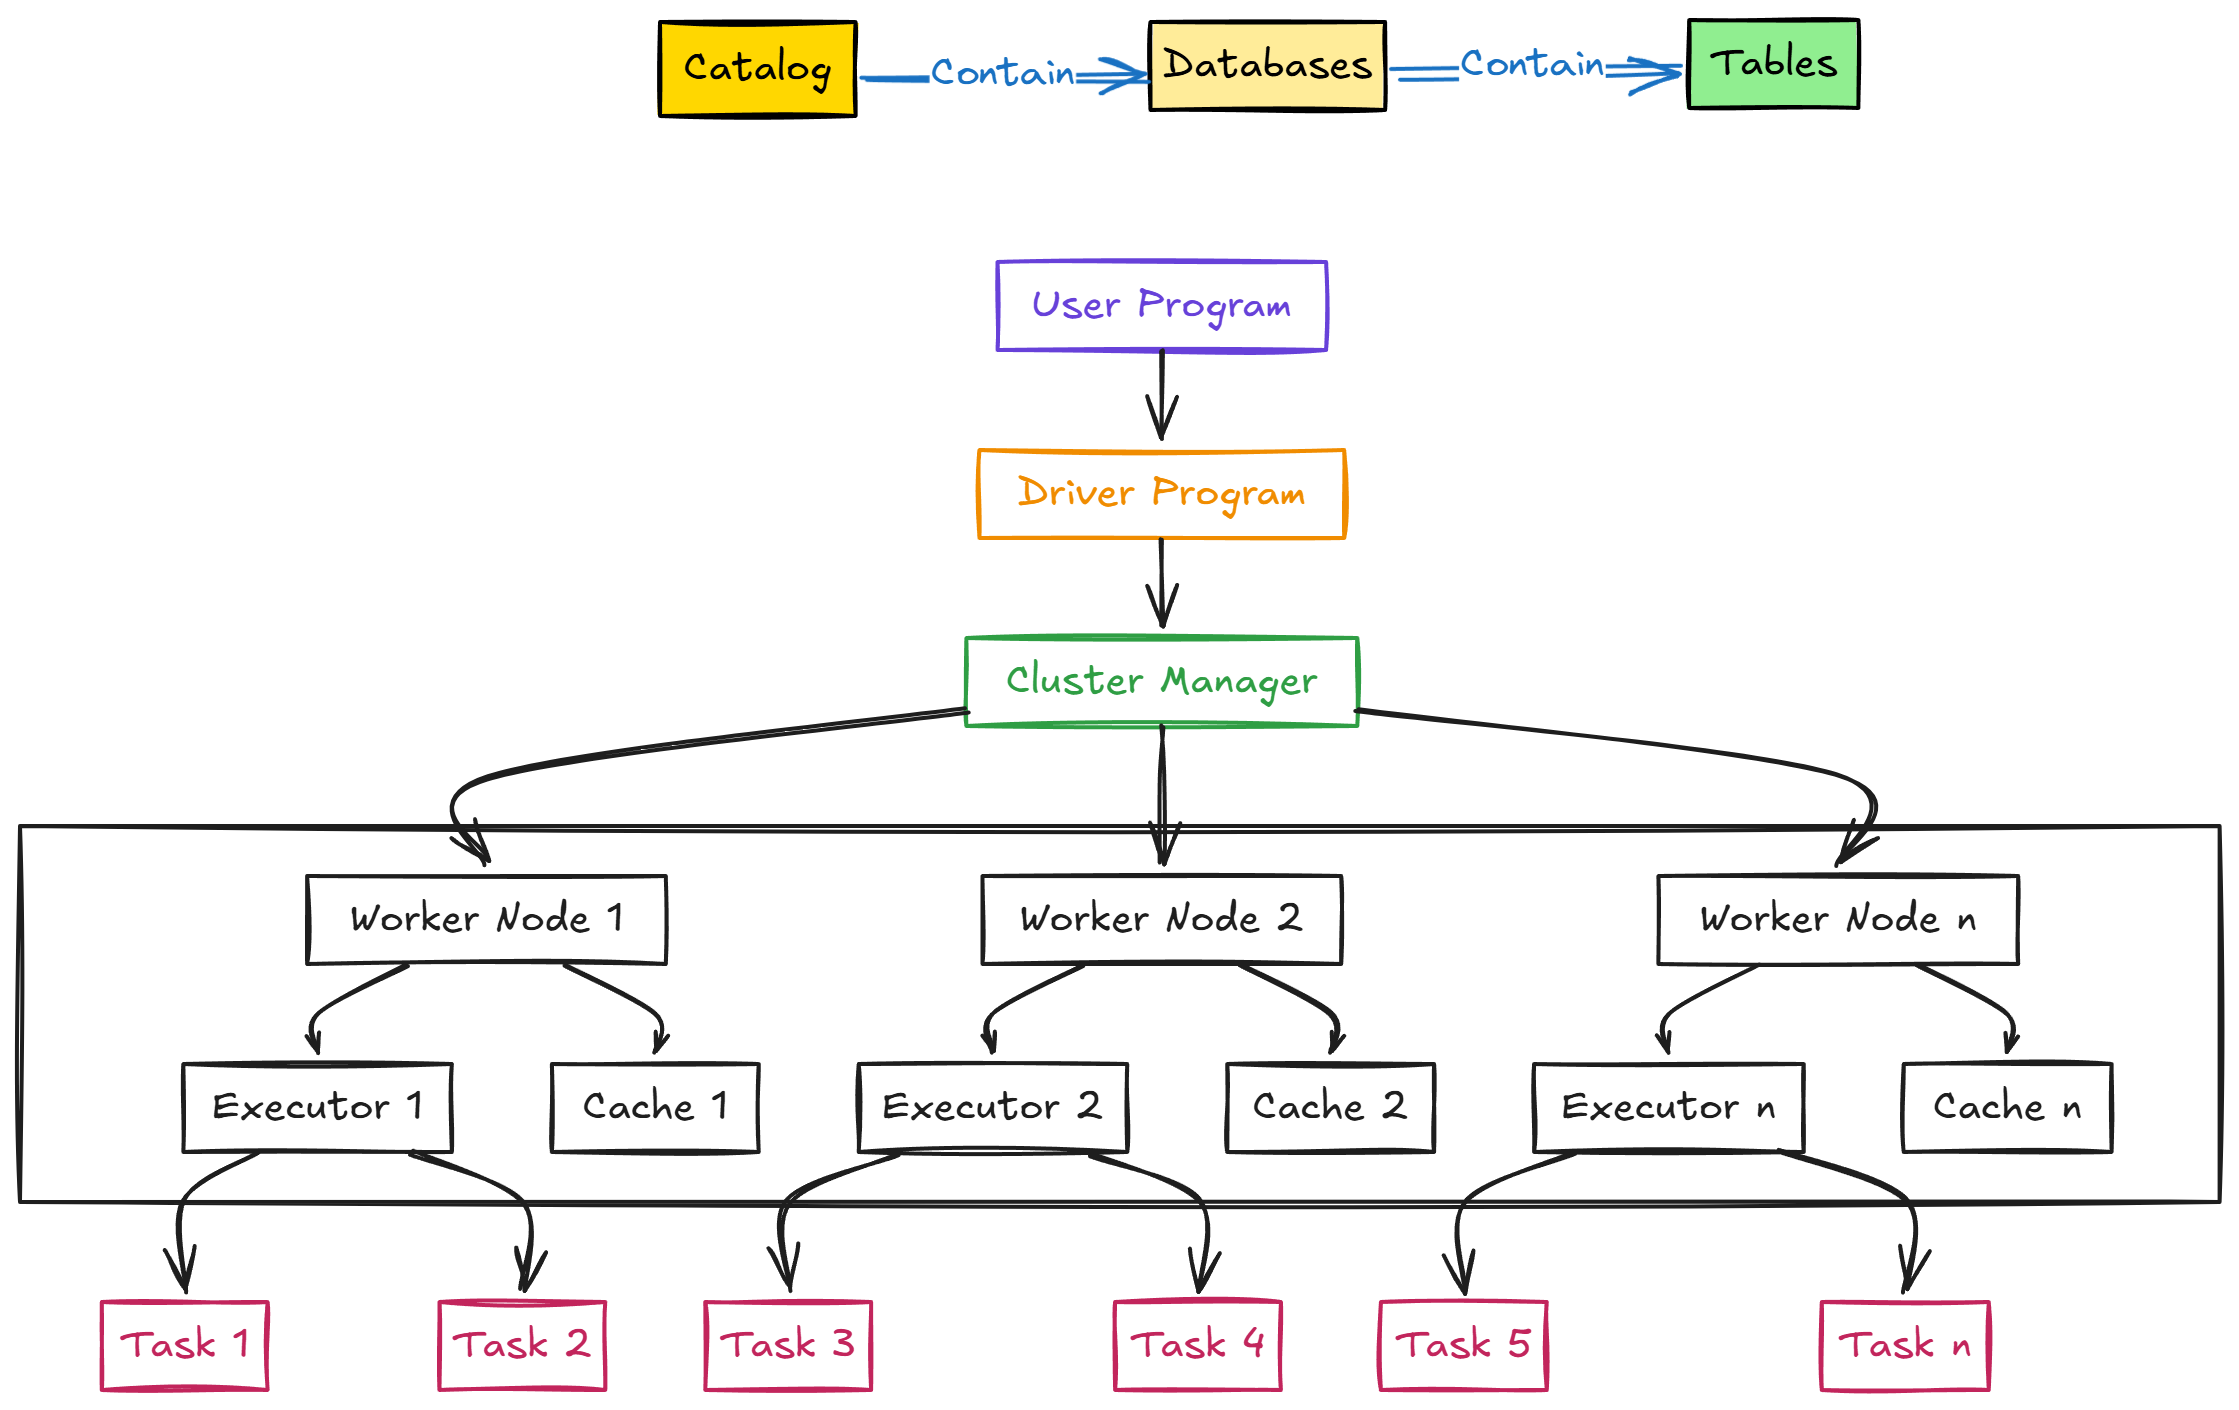 Catalog
Contain
Databases
Contain
Tables
User Program
Driver Program
Cluster Manager
Worker Node 1
Worker Node 2
Worker Node n
Executor 1
Cache 1
Executor 2
Cache 2
Executor n
Cache n
Task 1
Task 2
Task 3
Task 4
Task 5
Task n